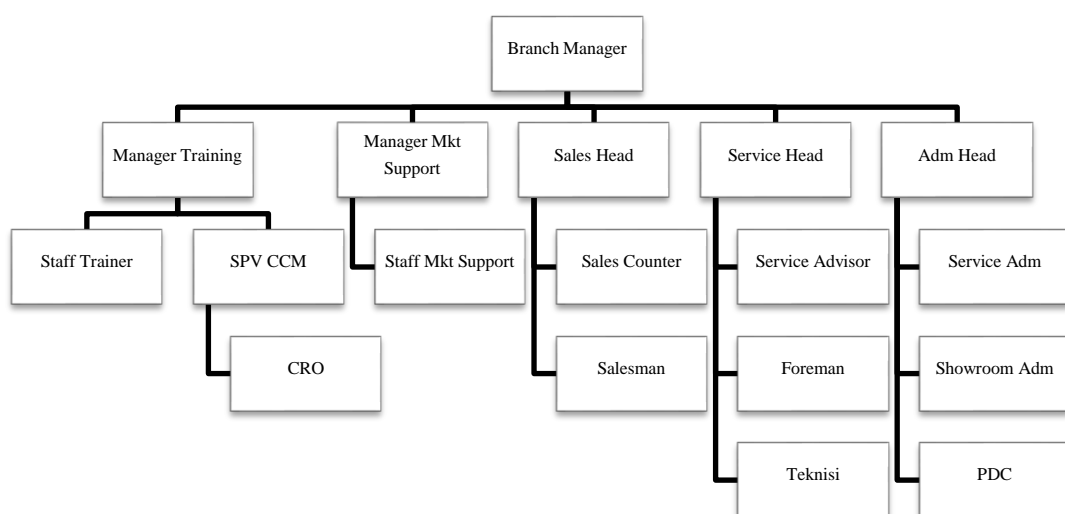 Branch Manager
Manager Training
Manager Mkt
Support
Sales Head
Service Head
Adm Head
Staff Trainer
SPV CCM
Staff Mkt Support
Sales Counter
Service Advisor
Service Adm
CRO
Salesman
Foreman
Showroom Adm
Teknisi
PDC